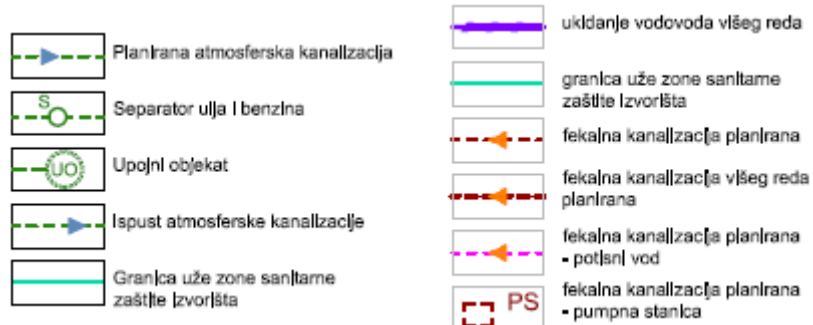 Planirana atmosferska kanalizacija
S
Separator ulja i benzina
UO
Upojni objekat
Ispust atmosferske kanalizacije
Granica uže zone sanitarne
zaštite izvorišta
ukidanje vodovoda višeg reda
granica uže zone sanitarne
zaštite izvorišta
fekalna kanalizacija planirana
fekalna kanalizacija višeg reda
planirana
fekalna kanalizacija planirana
- potisni vod
PS
fekalna kanalizacija planirana
- pumpna stanica